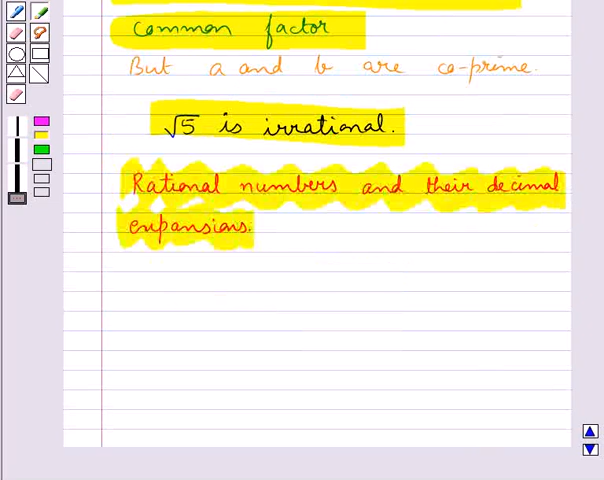 common factor
But a and b are co-prime.
√5 is irrational.
Rational numbers and their decimal
expansions.